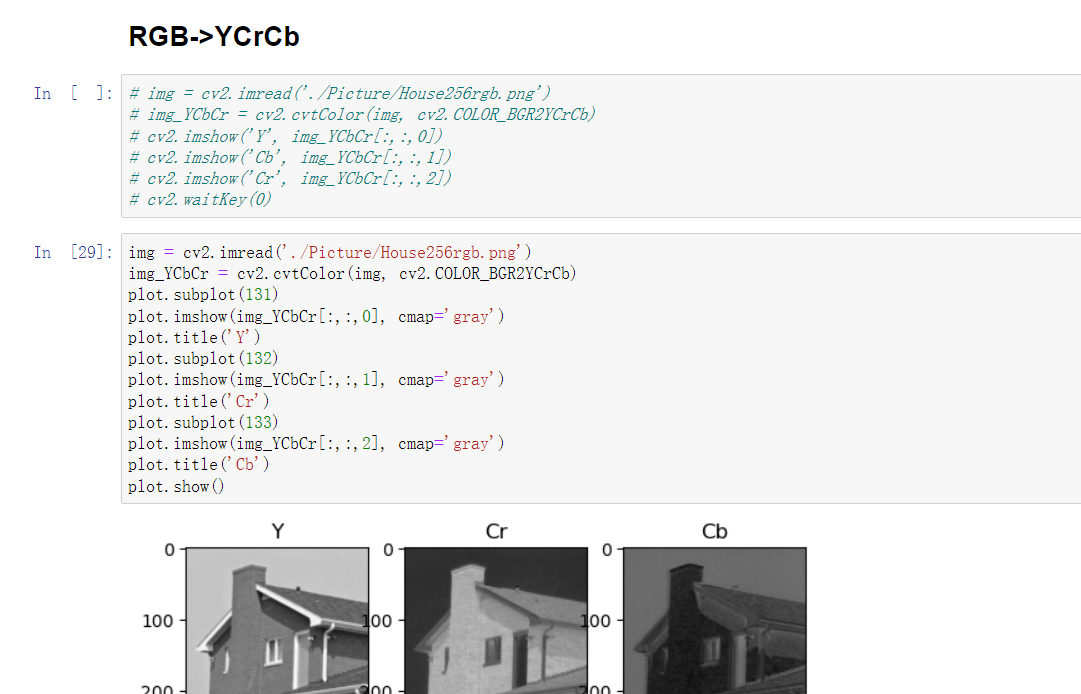 RGB->YCrCb
In [ ]:
# img = cv2.imread('./Picture/House256rgb.png')
# img_YCbCr = cv2.cvtColor(img, cv2.COLOR_BGR2YCrCb)
# cv2.imshow('Y', img_YCbCr[:,:,0])
# cv2.imshow('Cb', img_YCbCr[:,:,1])
# cv2.imshow('Cr', img_YCbCr[:,:,2])
# cv2.waitKey(0)
In [29]:
img = cv2.imread('./Picture/House256rgb.png')
img_YCbCr = cv2.cvtColor(img, cv2.COLOR_BGR2YCrCb)
plot.subplot(131)
plot.imshow(img_YCbCr[:,:,0], cmap='gray')
plot.title('Y')
plot.subplot(132)
plot.imshow(img_YCbCr[:,:,1], cmap='gray')
plot.title('Cr')
plot.subplot(133)
plot.imshow(img_YCbCr[:,:,2], cmap='gray')
plot.title('Cb')
plot.show()
Y Cr Cb
0 0 0
100 100 100
200 200 200